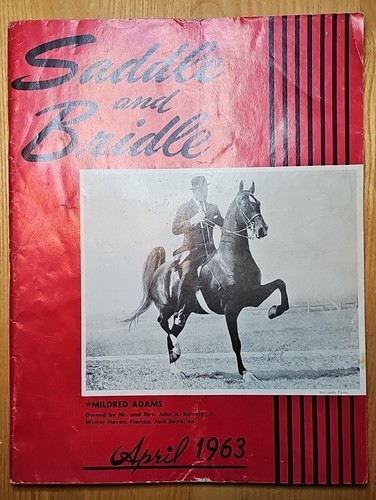 Saddle
and
Bridle
*MILDRED ADAMS
Owned by Mr. and Mrs. John A. Snively, Jr.
Winter Haven, Florida, Jack Boyd, up
April 1963